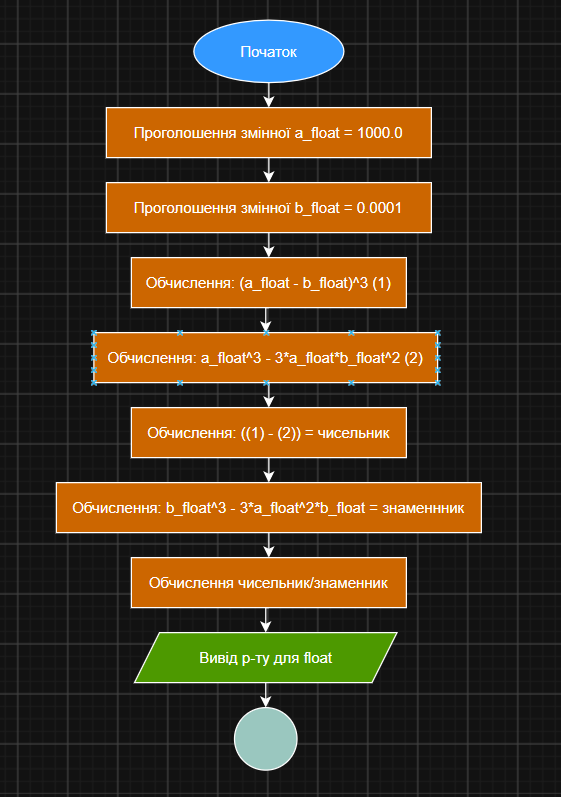 Початок
Проголошення змінної a_float = 1000.0
Проголошення змінної b_float = 0.0001
Обчислення: (a_float - b_float)^3 (1)
Обчислення: a_float^3 - 3*a_float*b_float^2 (2)
Обчислення: ((1) - (2)) = чисельник
Обчислення: b_float^3 - 3*a_float^2*b_float = знаменнник
Обчислення чисельник/знаменник
Вивід р-ту для float